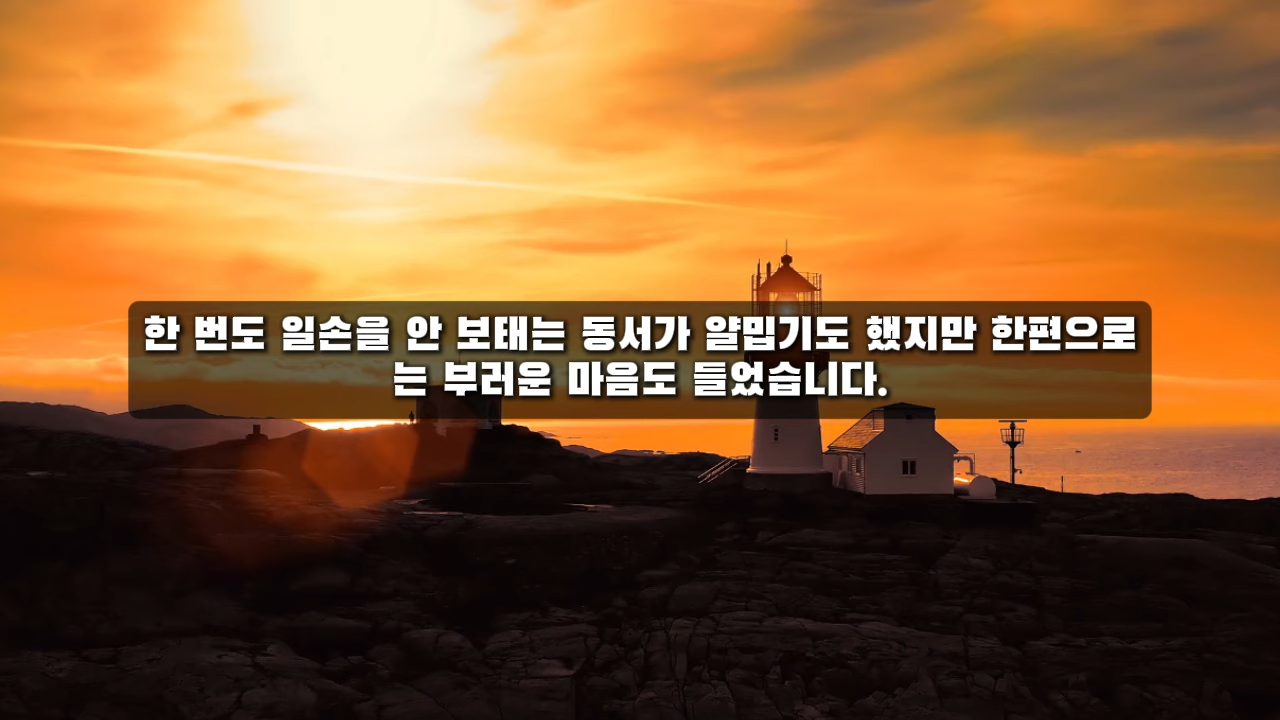 한 번도 일손을 안 보태는 동서가 얄밉기도 했지만 한편으로
는 부러운 마음도 들었습니다.